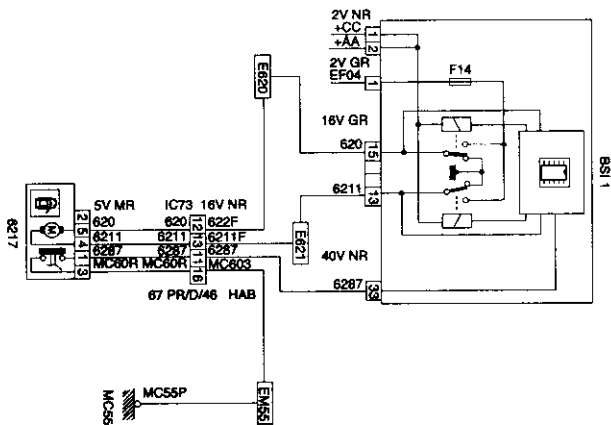 2V NR
+CC 1
+AA 2
2V GR
EF04 1
F14
16V GR
620 15
6211 13
40V NR
6287 33
BSI 1
E620
E621
5V MR IC73 16V NR
2
5 620 620 12 622F
4 6211 6211 13 6211F
1 6287 6287 11 6287
3 MC60R MC60R 16 MC603
6217
M
67 PR/D/46 HAB
MC55P
EM55
MC55